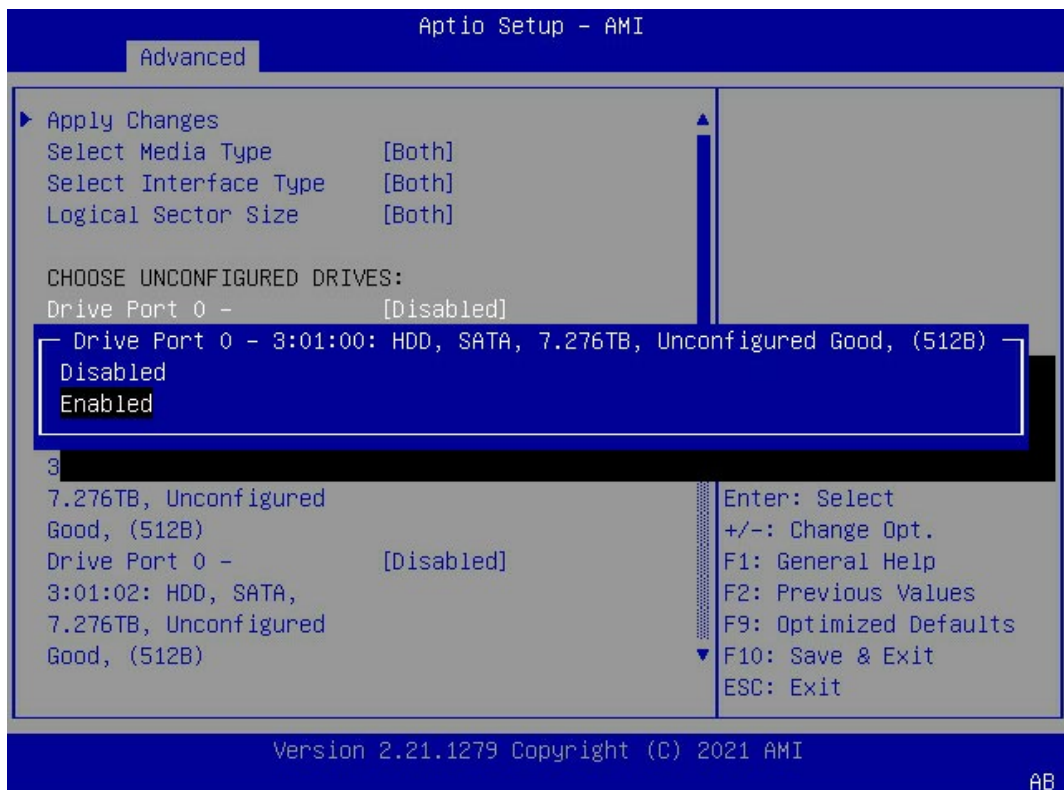 Aptio Setup – AMI
Advanced
Apply Changes
Select Media Type [Both]
Select Interface Type [Both]
Logical Sector Size [Both]
CHOOSE UNCONFIGURED DRIVES:
Drive Port 0 – [Disabled]
Drive Port 0 – 3:01:00: HDD, SATA, 7.276TB, Unconfigured Good, (512B)
Disabled
Enabled
3
7.276TB, Unconfigured
Good, (512B)
Drive Port 0 – [Disabled]
3:01:02: HDD, SATA,
7.276TB, Unconfigured
Good, (512B)
Enter: Select
+/-: Change Opt.
F1: General Help
F2: Previous Values
F9: Optimized Defaults
F10: Save & Exit
ESC: Exit
Version 2.21.1279 Copyright (C) 2021 AMI
AB